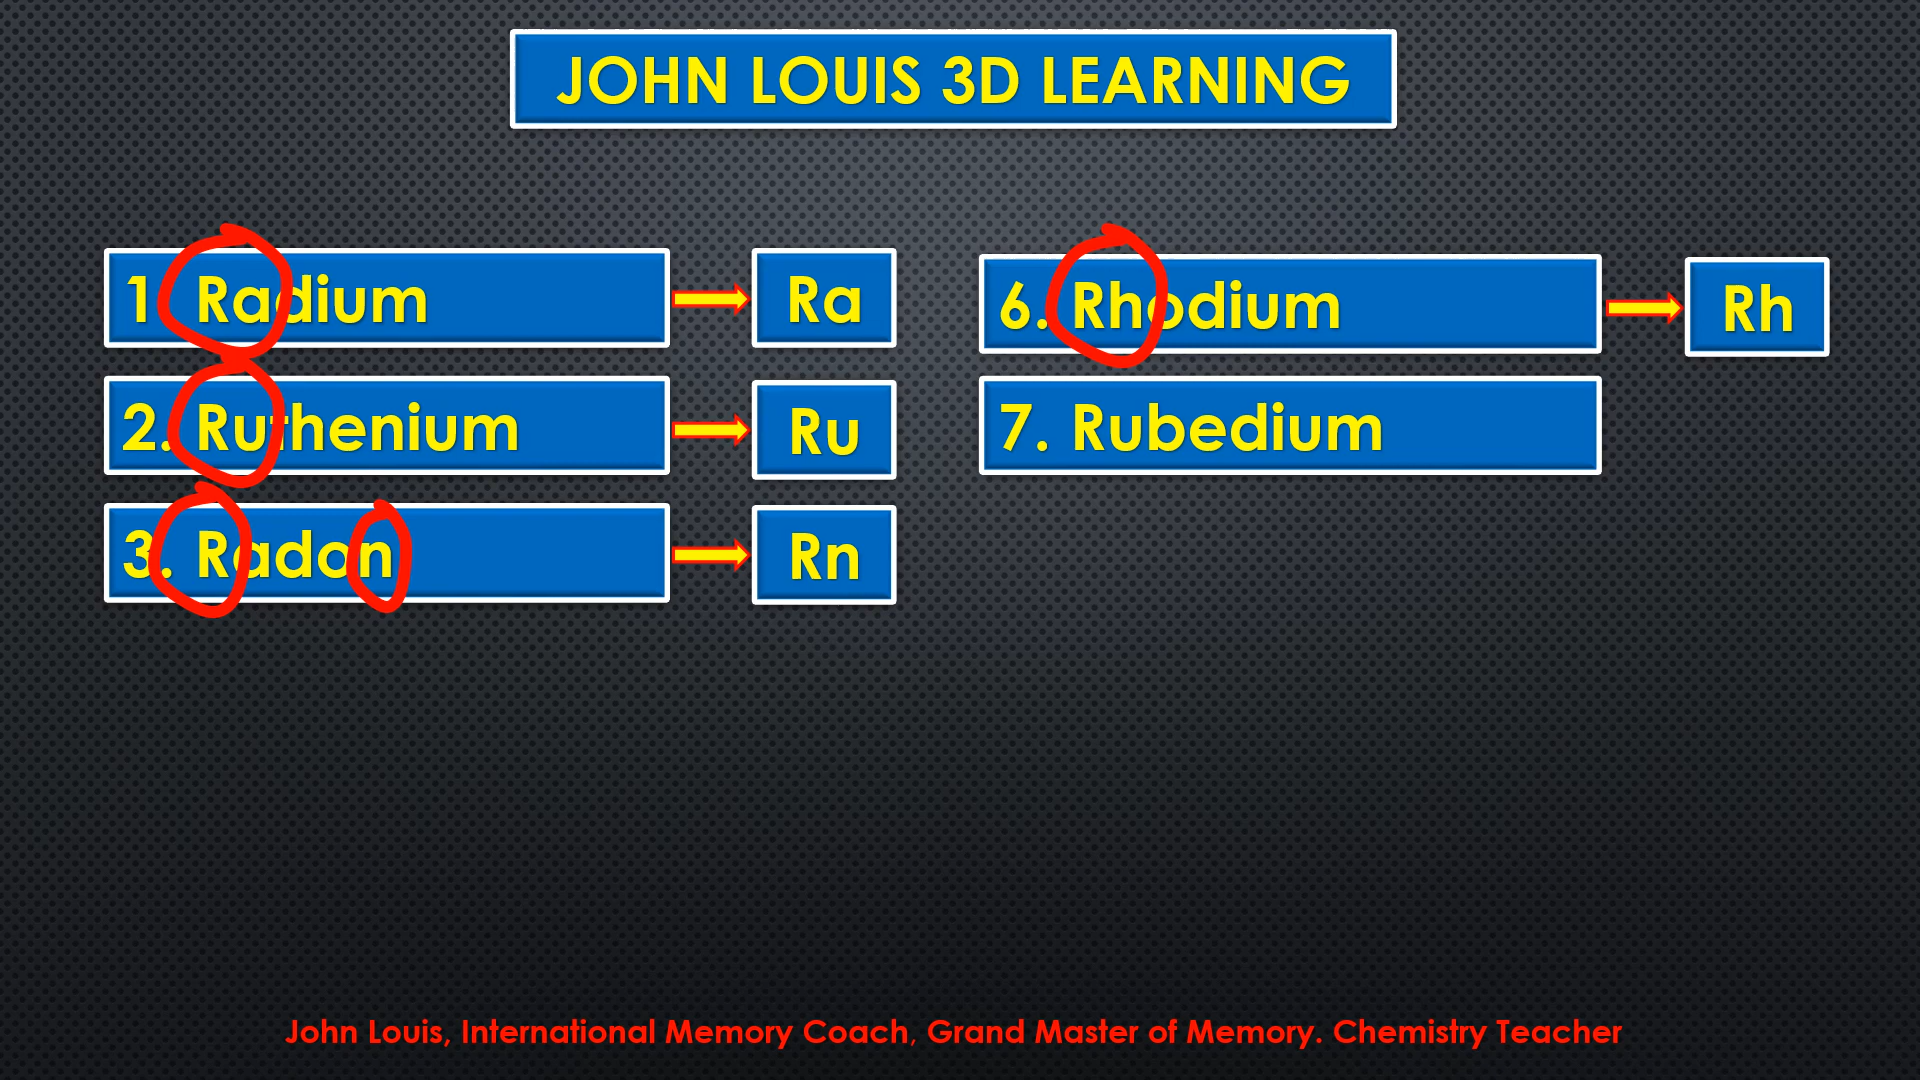 JOHN LOUIS 3D LEARNING
1. Radium
Ra
2. Ruthenium
Ru
3. Radon
Rn
6. Rhodium
Rh
7. Rubedium
John Louis, International Memory Coach, Grand Master of Memory. Chemistry Teacher